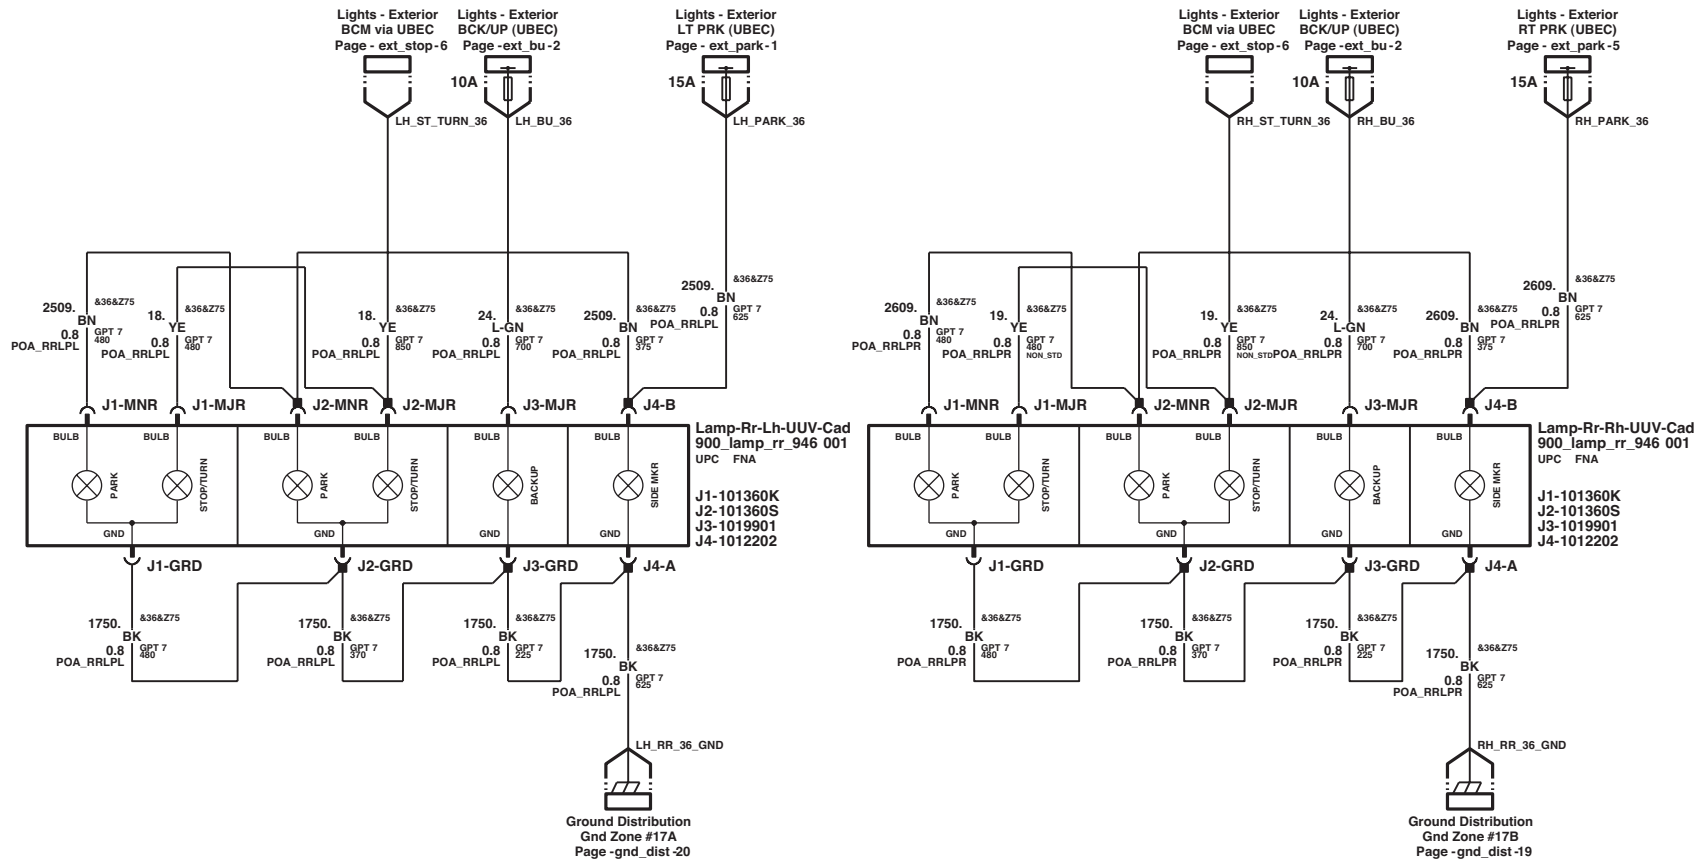 Lights - Exterior
BCM via UBEC
Page - ext_stop-6
Lights - Exterior
BCK/UP (UBEC)
Page -ext_bu-2
Lights - Exterior
LT PRK (UBEC)
Page - ext_park-1
10A
15A
LH_ST_TURN_36
LH_BU_36
LH_PARK_36
2509.
BN
0.8
POA_RRLPL
&36&Z75
GPT 7
480
18.
YE
0.8
POA_RRLPL
&36&Z75
GPT 7
480
18.
YE
0.8
POA_RRLPL
&36&Z75
GPT 7
850
24.
L-GN
0.8
POA_RRLPL
&36&Z75
GPT 7
700
2509.
BN
0.8
POA_RRLPL
&36&Z75
GPT 7
375
2509.
BN
0.8
POA_RRLPL
&36&Z75
GPT 7
625
J1-MNR
J1-MJR
J2-MNR
J2-MJR
J3-MJR
J4-B
BULB
BULB
BULB
BULB
BULB
BULB
PARK
STOP/TURN
PARK
STOP/TURN
BACKUP
SIDE MKR
GND
GND
GND
GND
Lamp-Rr-Lh-UUV-Cad
900_lamp_rr_946 001
UPC FNA
J1-101360K
J2-101360S
J3-1019901
J4-1012202
J1-GRD
J2-GRD
J3-GRD
J4-A
1750.
BK
0.8
POA_RRLPL
&36&Z75
GPT 7
480
1750.
BK
0.8
POA_RRLPL
&36&Z75
GPT 7
370
1750.
BK
0.8
POA_RRLPL
&36&Z75
GPT 7
225
1750.
BK
0.8
POA_RRLPL
&36&Z75
GPT 7
625
LH_RR_36_GND
Ground Distribution
Gnd Zone #17A
Page -gnd_dist-20
Lights - Exterior
BCM via UBEC
Page - ext_stop-6
Lights - Exterior
BCK/UP (UBEC)
Page -ext_bu-2
Lights - Exterior
RT PRK (UBEC)
Page - ext_park-5
10A
15A
RH_ST_TURN_36
RH_BU_36
RH_PARK_36
2609.
BN
0.8
POA_RRLPR
&36&Z75
GPT 7
480
19.
YE
0.8
POA_RRLPR
&36&Z75
GPT 7
480
NON_STD
19.
YE
0.8
POA_RRLPR
&36&Z75
GPT 7
850
NON_STD
24.
L-GN
0.8
POA_RRLPR
&36&Z75
GPT 7
700
2609.
BN
0.8
POA_RRLPR
&36&Z75
GPT 7
375
2609.
BN
0.8
POA_RRLPR
&36&Z75
GPT 7
625
J1-MNR
J1-MJR
J2-MNR
J2-MJR
J3-MJR
J4-B
BULB
BULB
BULB
BULB
BULB
BULB
PARK
STOP/TURN
PARK
STOP/TURN
BACKUP
SIDE MKR
GND
GND
GND
GND
Lamp-Rr-Rh-UUV-Cad
900_lamp_rr_946 001
UPC FNA
J1-101360K
J2-101360S
J3-1019901
J4-1012202
J1-GRD
J2-GRD
J3-GRD
J4-A
1750.
BK
0.8
POA_RRLPR
&36&Z75
GPT 7
480
1750.
BK
0.8
POA_RRLPR
&36&Z75
GPT 7
370
1750.
BK
0.8
POA_RRLPR
&36&Z75
GPT 7
225
1750.
BK
0.8
POA_RRLPR
&36&Z75
GPT 7
625
RH_RR_36_GND
Ground Distribution
Gnd Zone #17B
Page -gnd_dist-19